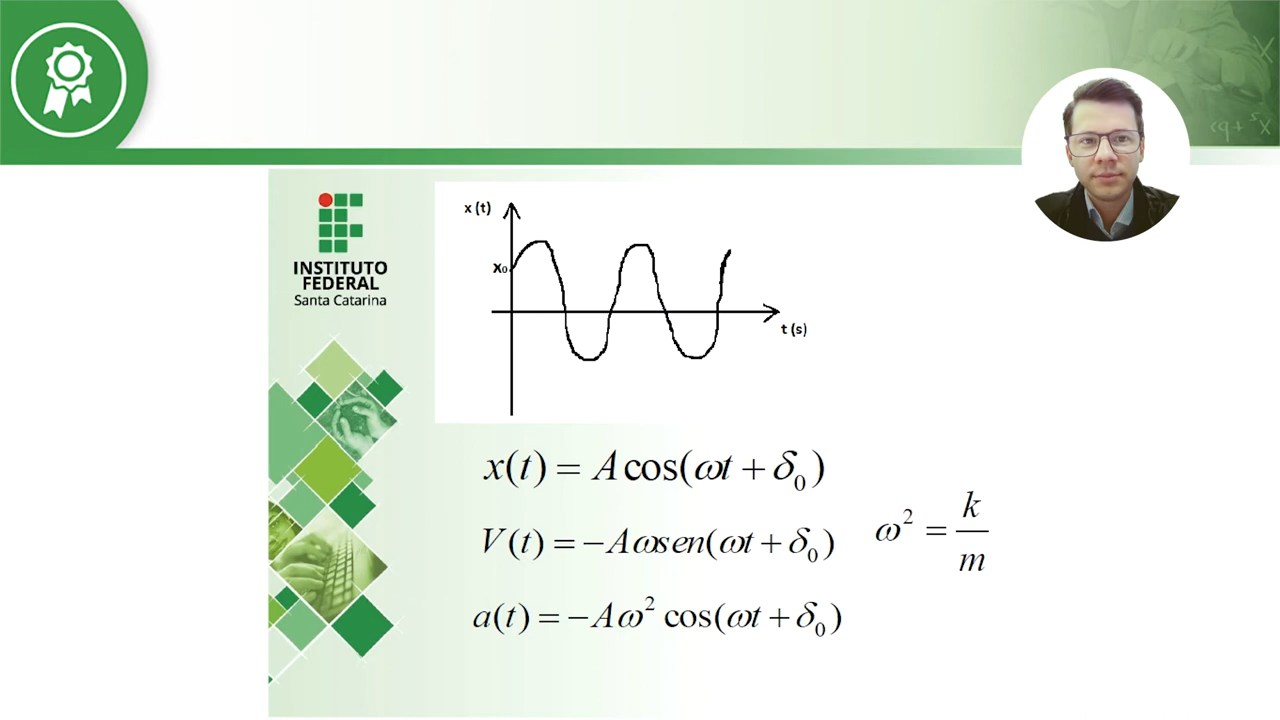 INSTITUTO
FEDERAL
Santa Catarina
x (t)
x₀
t (s)
x(t) = A cos(ωt + δ₀)
V(t) = −Aωsen(ωt + δ₀)
ω² = k/m
a(t) = −Aω² cos(ωt + δ₀)